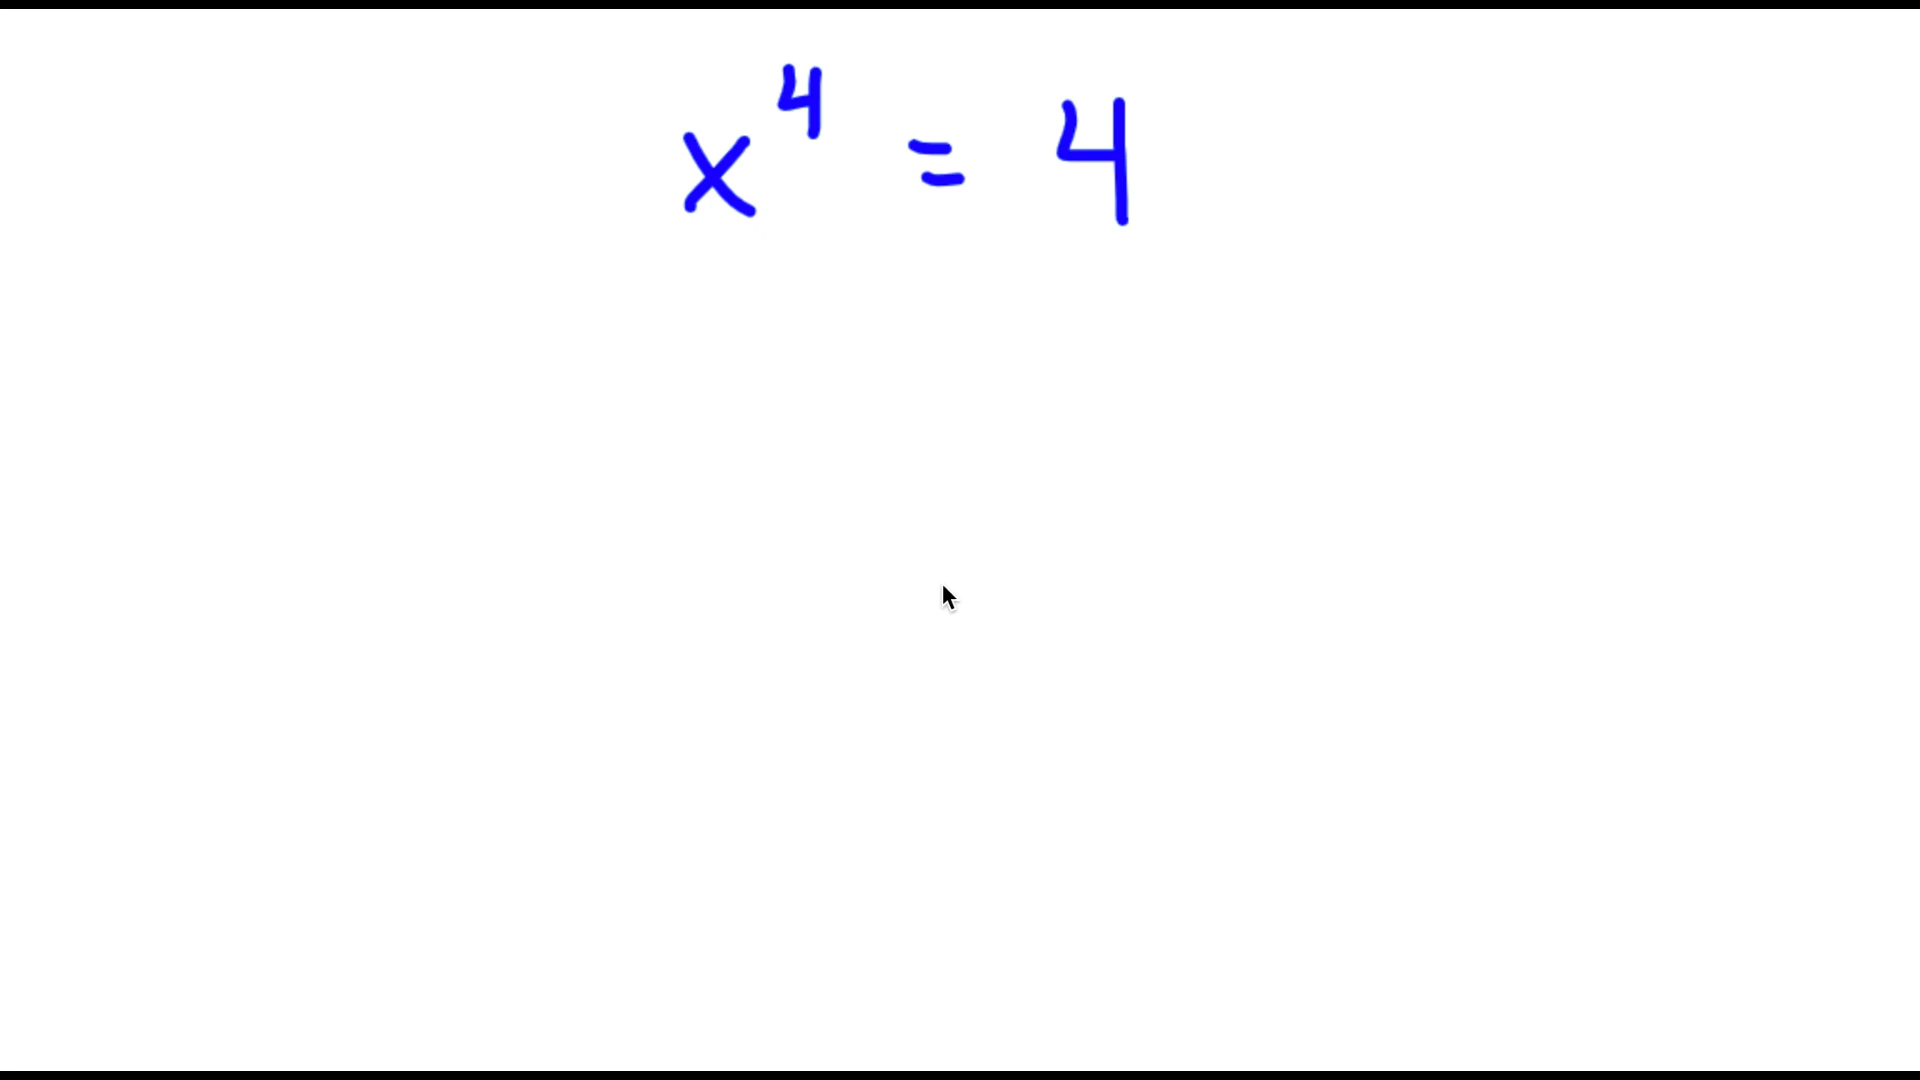 x⁴ = 4